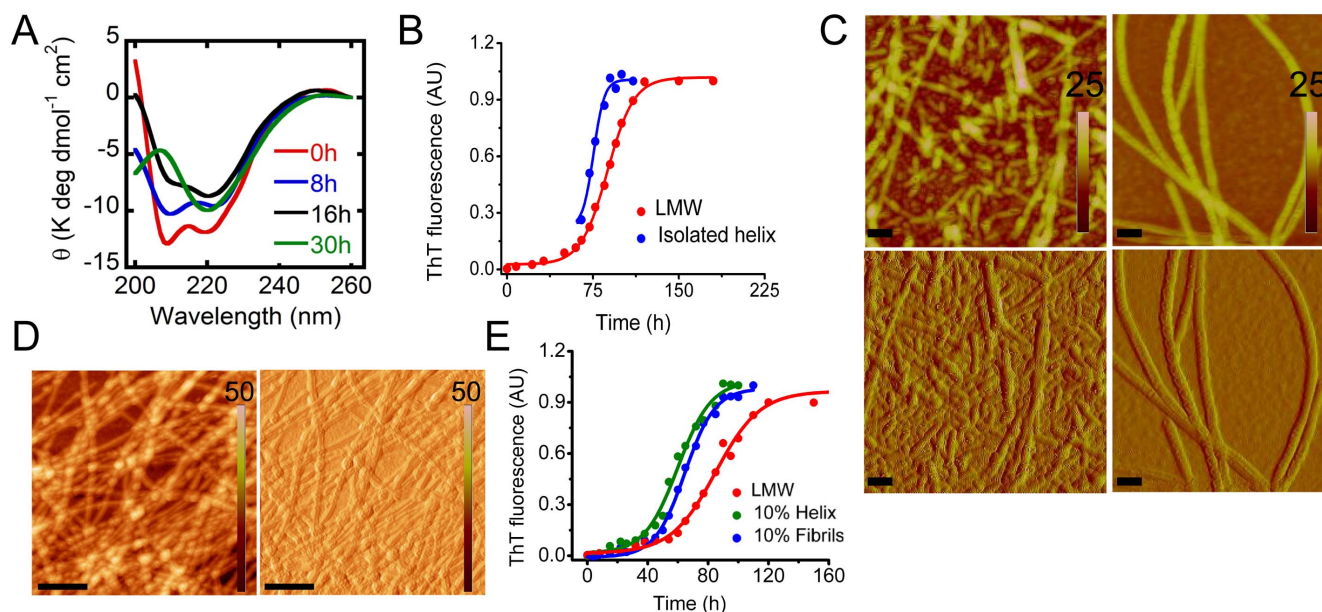 A
5
0
-5
-10
-15
θ (K deg dmol⁻¹ cm²)
0h
8h
16h
30h
200 220 240 260
Wavelength (nm)
B
1.2
0.9
0.6
0.3
0.0
ThT fluorescence (AU)
LMW
Isolated helix
0 75 150 225
Time (h)
C
25
25
D
50
50
E
1.2
0.9
0.6
0.3
0.0
ThT fluorescence (AU)
LMW
10% Helix
10% Fibrils
0 40 80 120 160
Time (h)